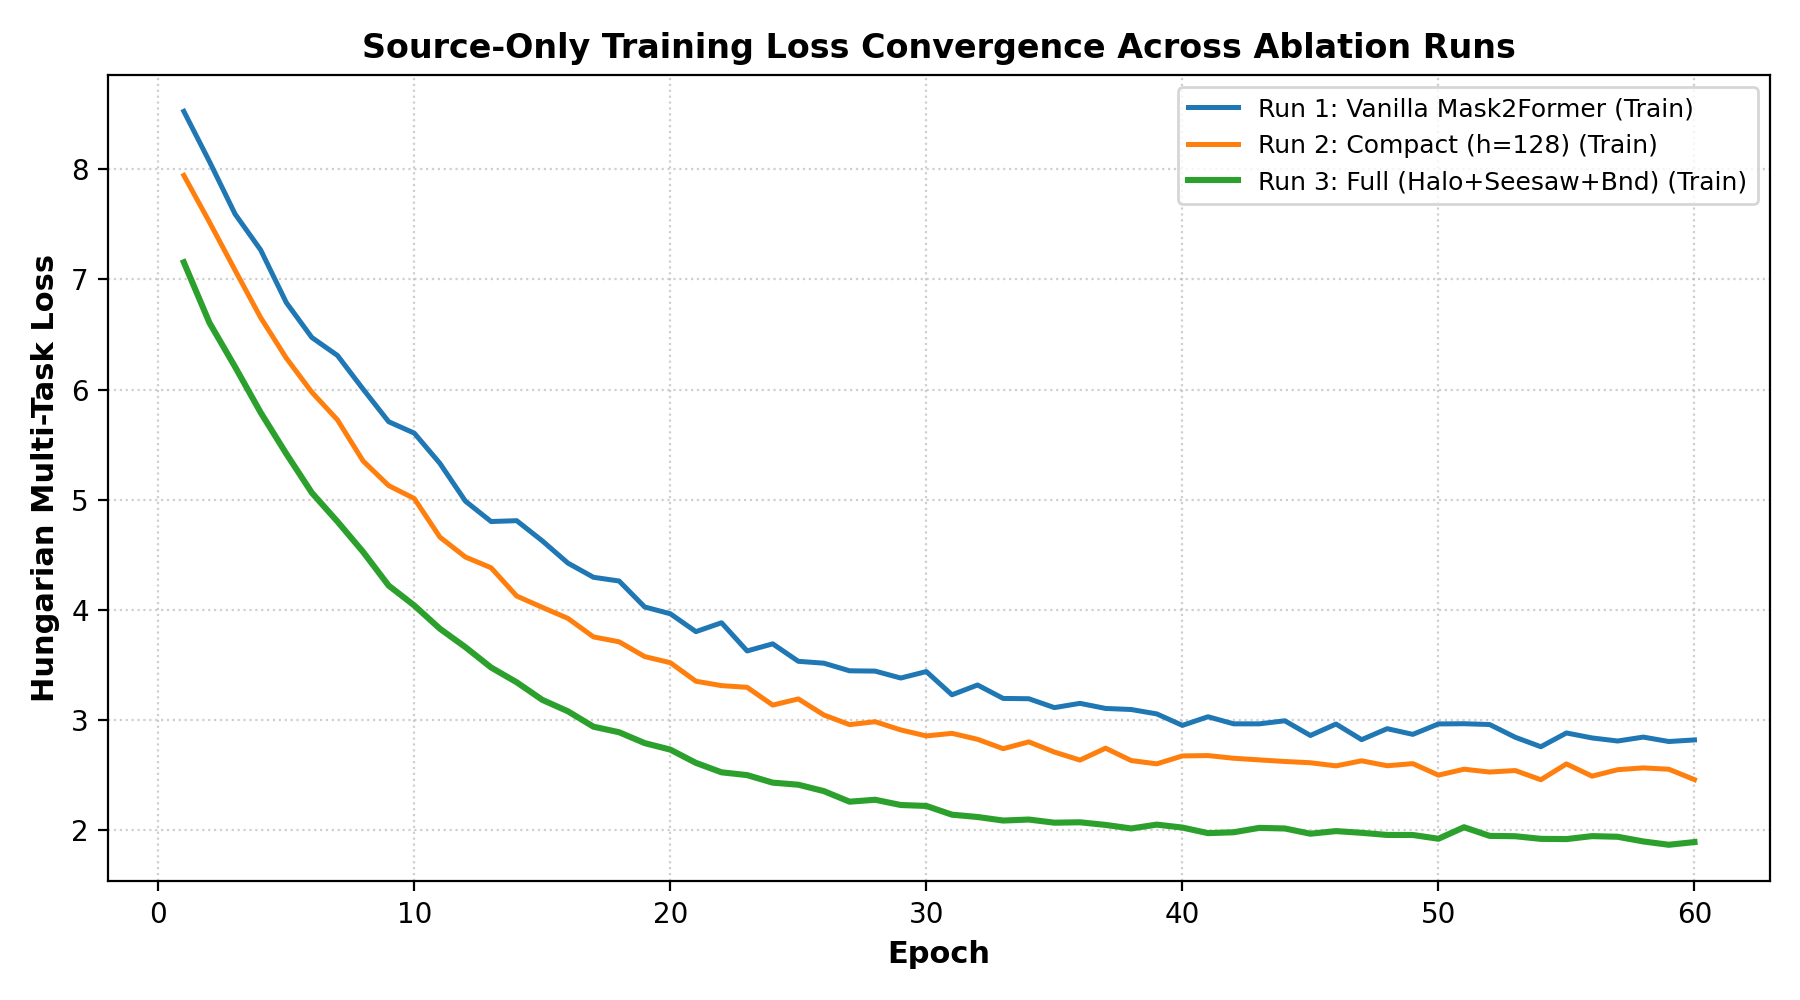 Source-Only Training Loss Convergence Across Ablation Runs
Run 1: Vanilla Mask2Former (Train)
Run 2: Compact (h=128) (Train)
Run 3: Full (Halo+Seesaw+Bnd) (Train)
Hungarian Multi-Task Loss
8
7
6
5
4
3
2
0 10 20 30 40 50 60
Epoch